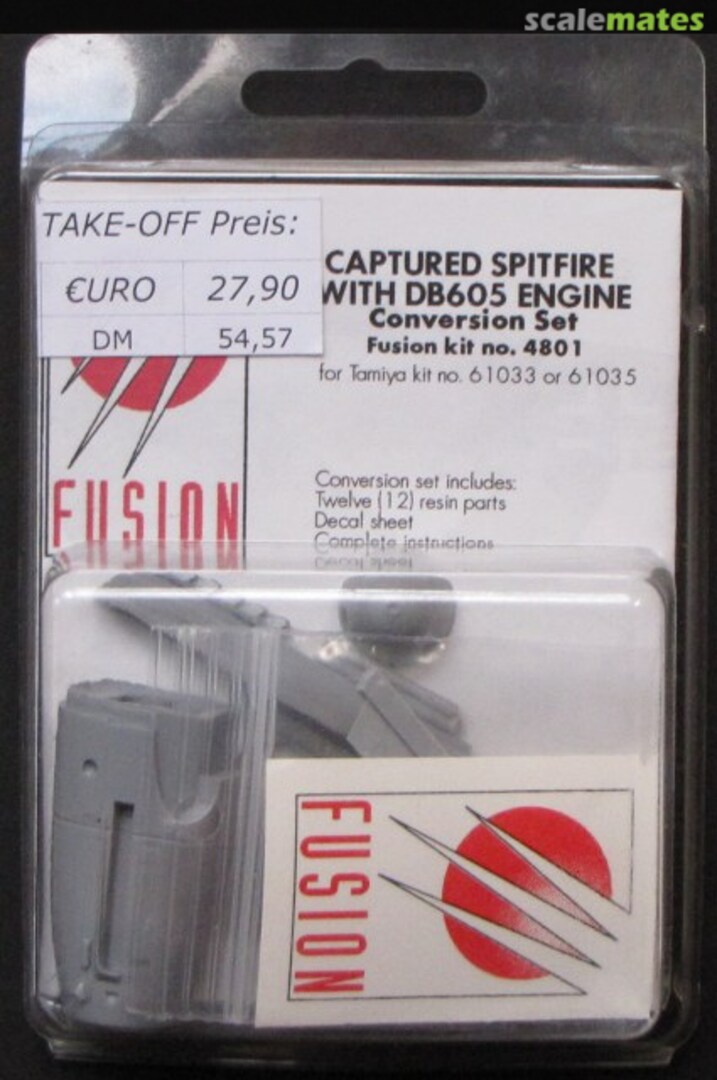 scalemates
TAKE-OFF Preis:
€URO 27,90
DM 54,57
CAPTURED SPITFIRE
WITH DB605 ENGINE
Conversion Set
Fusion kit no. 4801
for Tamiya kit no. 61033 or 61035
Conversion set includes:
Twelve (12) resin parts
Decal sheet
Complete instructions
FUSION
FUSION